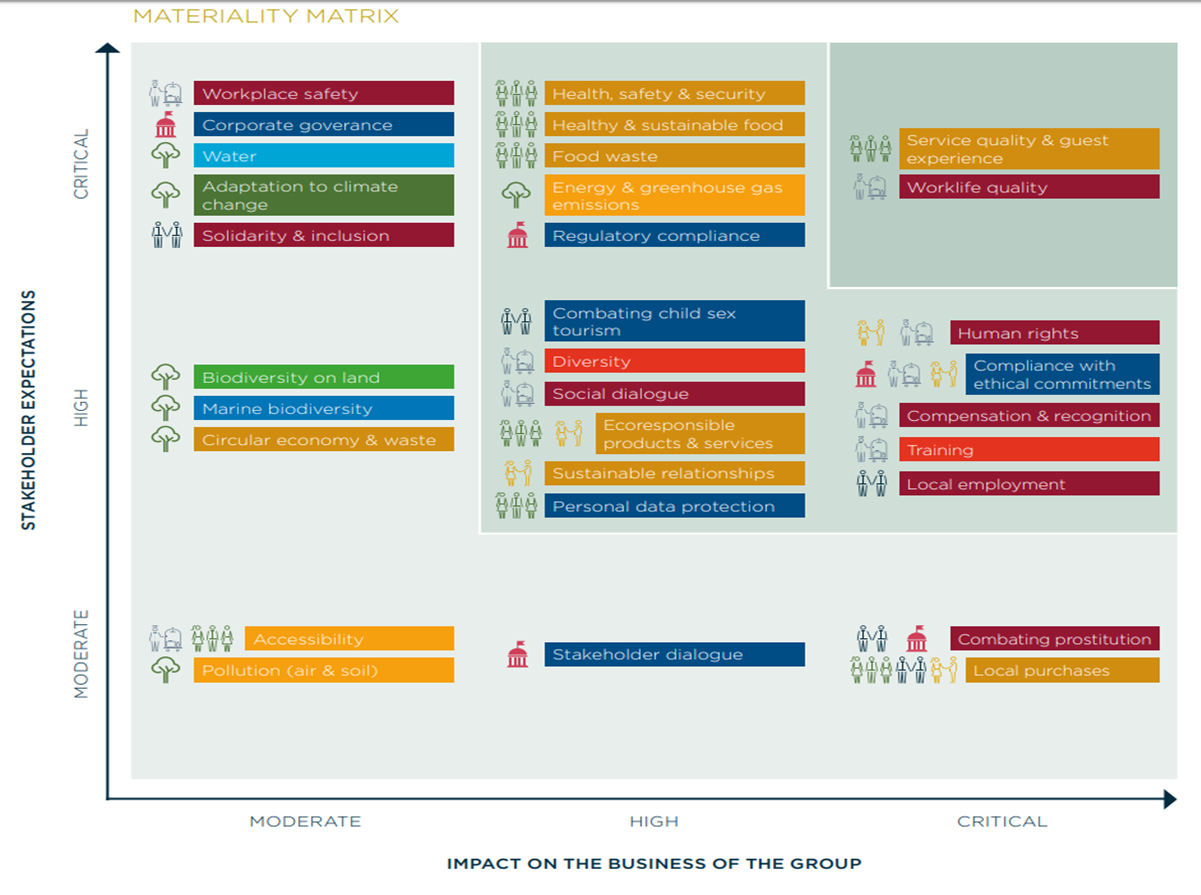 MATERIALITY MATRIX
STAKEHOLDER EXPECTATIONS
CRITICAL
Workplace safety
Corporate goverance
Water
Adaptation to climate
change
Solidarity & inclusion
Health, safety & security
Healthy & sustainable food
Food waste
Energy & greenhouse gas
emissions
Regulatory compliance
Service quality & guest
experience
Worklife quality
HIGH
Biodiversity on land
Marine biodiversity
Circular economy & waste
Combating child sex
tourism
Diversity
Social dialogue
Ecoresponsible
products & services
Sustainable relationships
Personal data protection
Human rights
Compliance with
ethical commitments
Compensation & recognition
Training
Local employment
MODERATE
Accessibility
Pollution (air & soil)
Stakeholder dialogue
Combating prostitution
Local purchases
MODERATE
HIGH
CRITICAL
IMPACT ON THE BUSINESS OF THE GROUP